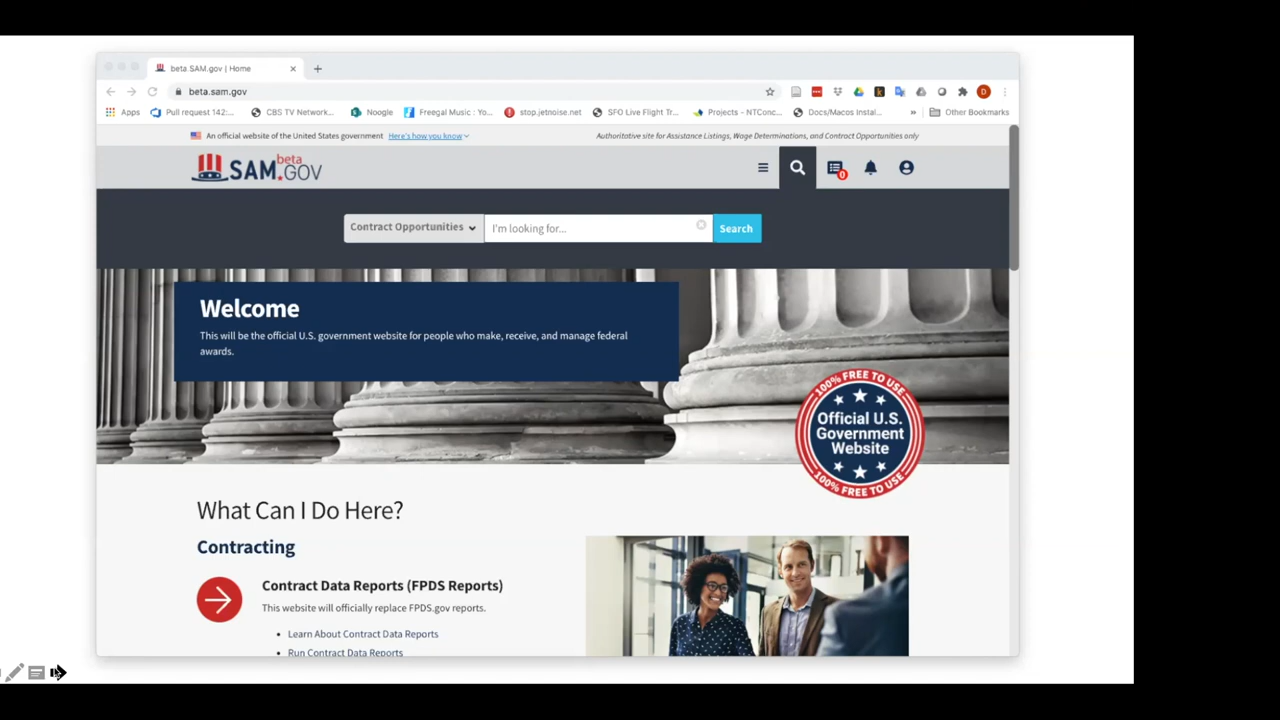 beta SAM.gov | Home
beta.sam.gov
D
Apps
Pull request 142:...
CBS TV Network...
Noogle
Freegal Music : Yo...
stop.jetnoise.net
SFO Live Flight Tr...
Projects - NTConc...
Docs/Macos Instal...
»
Other Bookmarks
An official website of the United States government Here's how you know
Authoritative site for Assistance Listings, Wage Determinations, and Contract Opportunities only
SAM.GOV beta
0
Contract Opportunities
I'm looking for...
Search
Welcome
This will be the official U.S. government website for people who make, receive, and manage federal
awards.
100% FREE TO USE
Official U.S.
Government
Website
100% FREE TO USE
What Can I Do Here?
Contracting
Contract Data Reports (FPDS Reports)
This website will officially replace FPDS.gov reports.
• Learn About Contract Data Reports
• Run Contract Data Reports